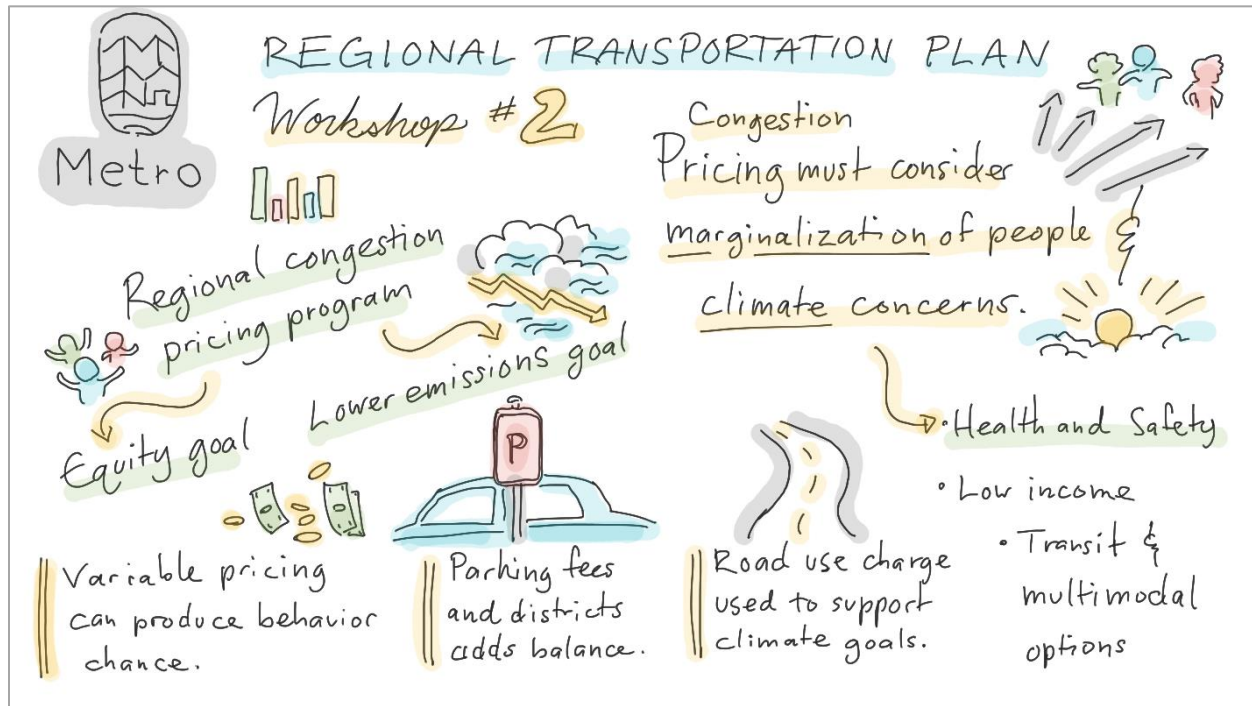 Metro
REGIONAL TRANSPORTATION PLAN
Workshop #2
Regional congestion
pricing program
Equity goal
Lower emissions goal
Congestion
Pricing must consider
marginalization of people &
climate concerns.
• Health and Safety
• Low income
• Transit &
multimodal
options
P
Variable pricing
can produce behavior
chance.
Parking fees
and districts
adds balance.
Road use charge
used to support
climate goals.